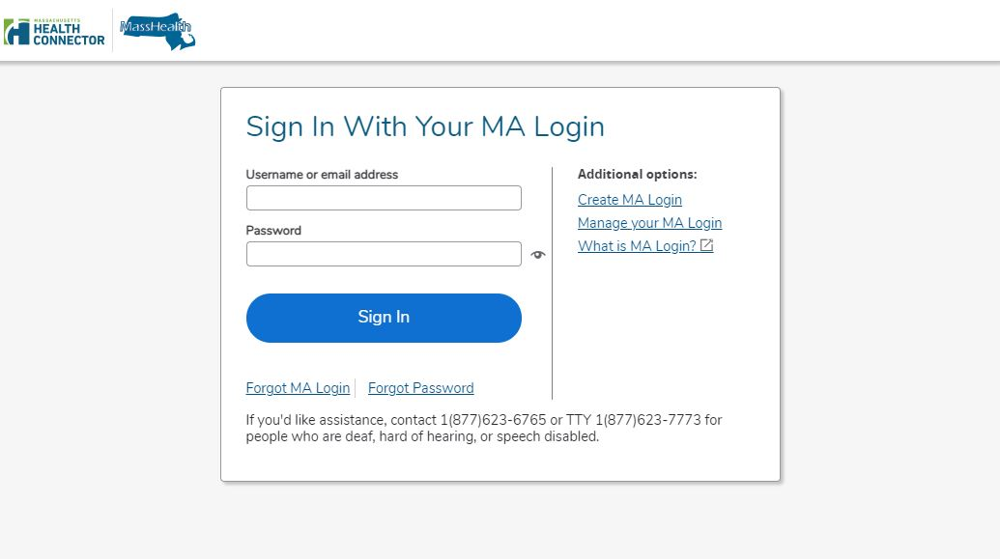 MASSACHUSETTS
HEALTH
CONNECTOR
MassHealth
Sign In With Your MA Login
Username or email address
Password
Sign In
Forgot MA Login
Forgot Password
If you'd like assistance, contact 1(877)623-6765 or TTY 1(877)623-7773 for
people who are deaf, hard of hearing, or speech disabled.
Additional options:
Create MA Login
Manage your MA Login
What is MA Login?